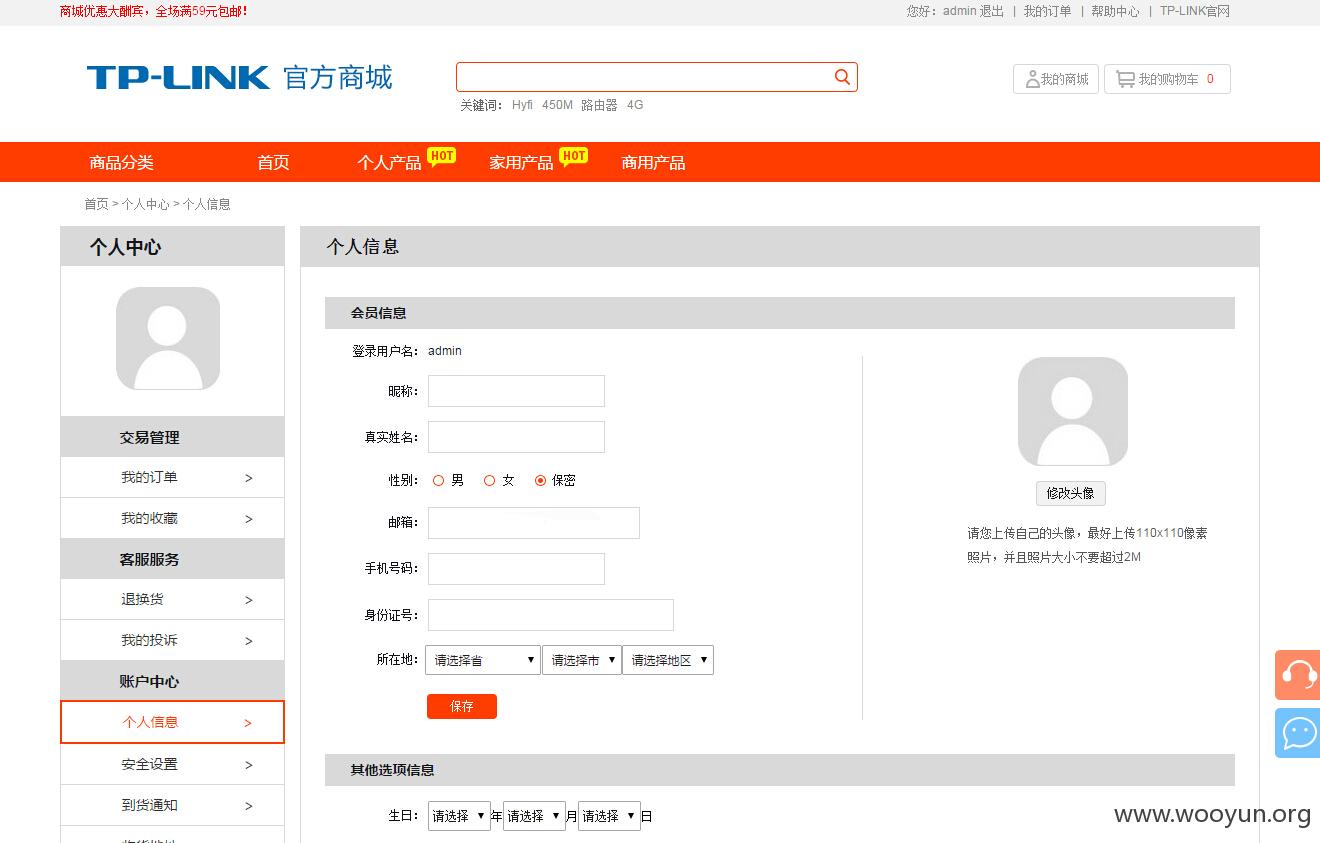 商城优惠大酬宾，全场满59元包邮！
您好：admin 退出 | 我的订单 | 帮助中心 | TP-LINK官网
TP-LINK 官方商城
我的商城
我的购物车 0
关键词： Hyfi 450M 路由器 4G
商品分类 首页 个人产品 HOT 家用产品 HOT 商用产品
首页 > 个人中心 > 个人信息
个人中心
交易管理
我的订单 >
我的收藏 >
客服服务
退换货 >
我的投诉 >
账户中心
个人信息 >
安全设置 >
到货通知 >
个人信息
会员信息
登录用户名： admin
昵称：
真实姓名：
性别： 男 女 保密
邮箱：
手机号码：
身份证号：
所在地： 请选择省 请选择市 请选择地区
保存
修改头像
请您上传自己的头像，最好上传110x110像素
照片，并且照片大小不要超过2M
其他选项信息
生日： 请选择 年 请选择 月 请选择 日
www.wooyun.org